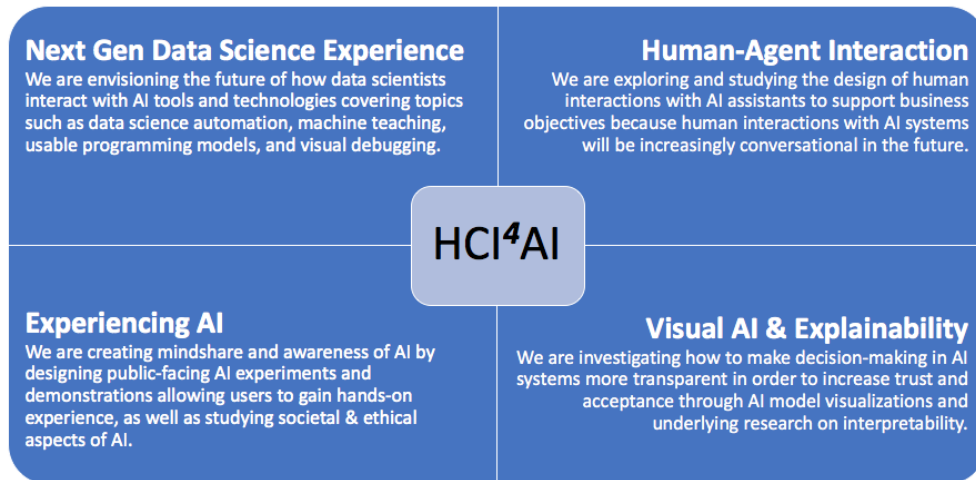 Next Gen Data Science Experience
We are envisioning the future of how data scientists
interact with AI tools and technologies covering topics
such as data science automation, machine teaching,
usable programming models, and visual debugging.
Human-Agent Interaction
We are exploring and studying the design of human
interactions with AI assistants to support business
objectives because human interactions with AI systems
will be increasingly conversational in the future.
HCI⁴AI
Experiencing AI
We are creating mindshare and awareness of AI by
designing public-facing AI experiments and
demonstrations allowing users to gain hands-on
experience, as well as studying societal & ethical
aspects of AI.
Visual AI & Explainability
We are investigating how to make decision-making in AI
systems more transparent in order to increase trust and
acceptance through AI model visualizations and
underlying research on interpretability.